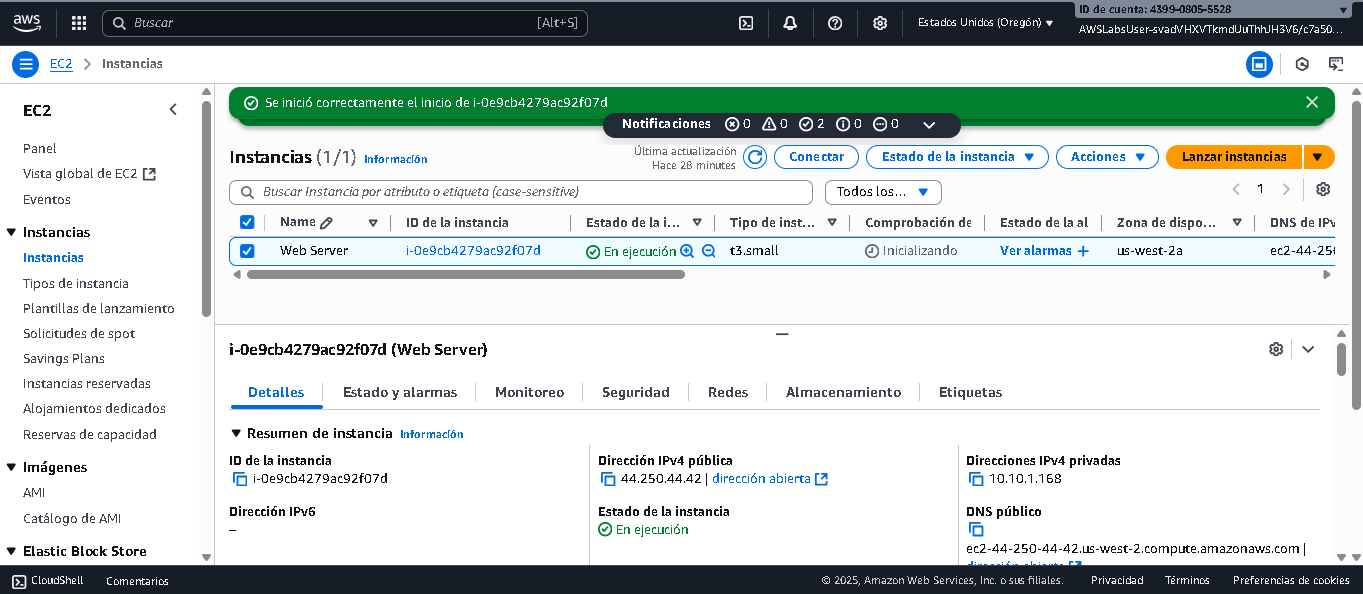 aws
Buscar
[Alt+S]
Estados Unidos (Oregón)
ID de cuenta: 4399-0805-5528
EC2
Instancias
EC2
Panel
Vista global de EC2
Eventos
Instancias
Instancias
Tipos de instancia
Plantillas de lanzamiento
Solicitudes de spot
Savings Plans
Instancias reservadas
Alojamientos dedicados
Reservas de capacidad
Imágenes
AMI
Catálogo de AMI
Elastic Block Store
Se inició correctamente el inicio de i-0e9cb4279ac92f07d
Notificaciones 0 0 2 0 0
Instancias (1/1) Información
Última actualización
Hace 28 minutes
Conectar
Estado de la instancia
Acciones
Lanzar instancias
Buscar Instancia por atributo o etiqueta (case-sensitive)
Todos los...
1
Name ID de la instancia Estado de la i... Tipo de inst... Comprobación de Estado de la al Zona de dispo... DNS de IPv
Web Server i-0e9cb4279ac92f07d En ejecución t3.small Inicializando Ver alarmas + us-west-2a ec2-44-250
i-0e9cb4279ac92f07d (Web Server)
Detalles Estado y alarmas Monitoreo Seguridad Redes Almacenamiento Etiquetas
Resumen de instancia Información
ID de la instancia
i-0e9cb4279ac92f07d
Dirección IPv6
–
Dirección IPv4 pública
44.250.44.42 | dirección abierta
Estado de la instancia
En ejecución
Direcciones IPv4 privadas
10.10.1.168
DNS público
ec2-44-250-44-42.us-west-2.compute.amazonaws.com |
dirección abierta
CloudShell Comentarios
© 2025, Amazon Web Services, Inc. o sus filiales. Privacidad Términos Preferencias de cookies